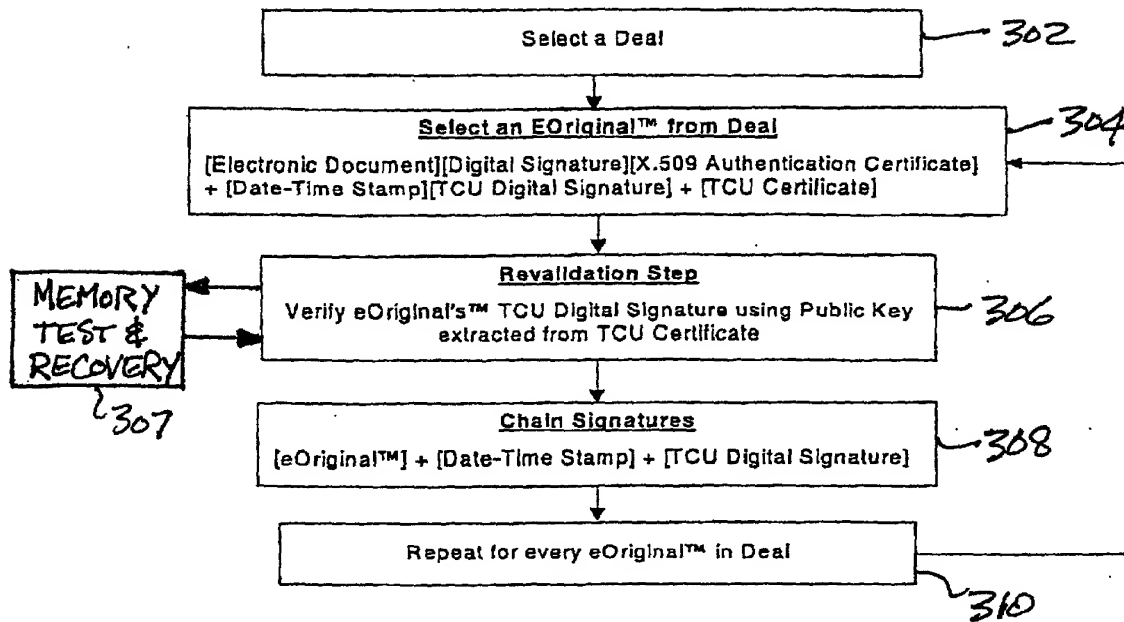 Select a Deal
302
Select an EOriginal™ from Deal
304
[Electronic Document][Digital Signature][X.509 Authentication Certificate]
+ [Date-Time Stamp][TCU Digital Signature] + [TCU Certificate]
Revalidation Step
Verify eOriginal's™ TCU Digital Signature using Public Key
extracted from TCU Certificate
306
MEMORY
TEST &
RECOVERY
307
Chain Signatures
[eOriginal™] + [Date-Time Stamp] + [TCU Digital Signature]
308
Repeat for every eOriginal™ in Deal
310